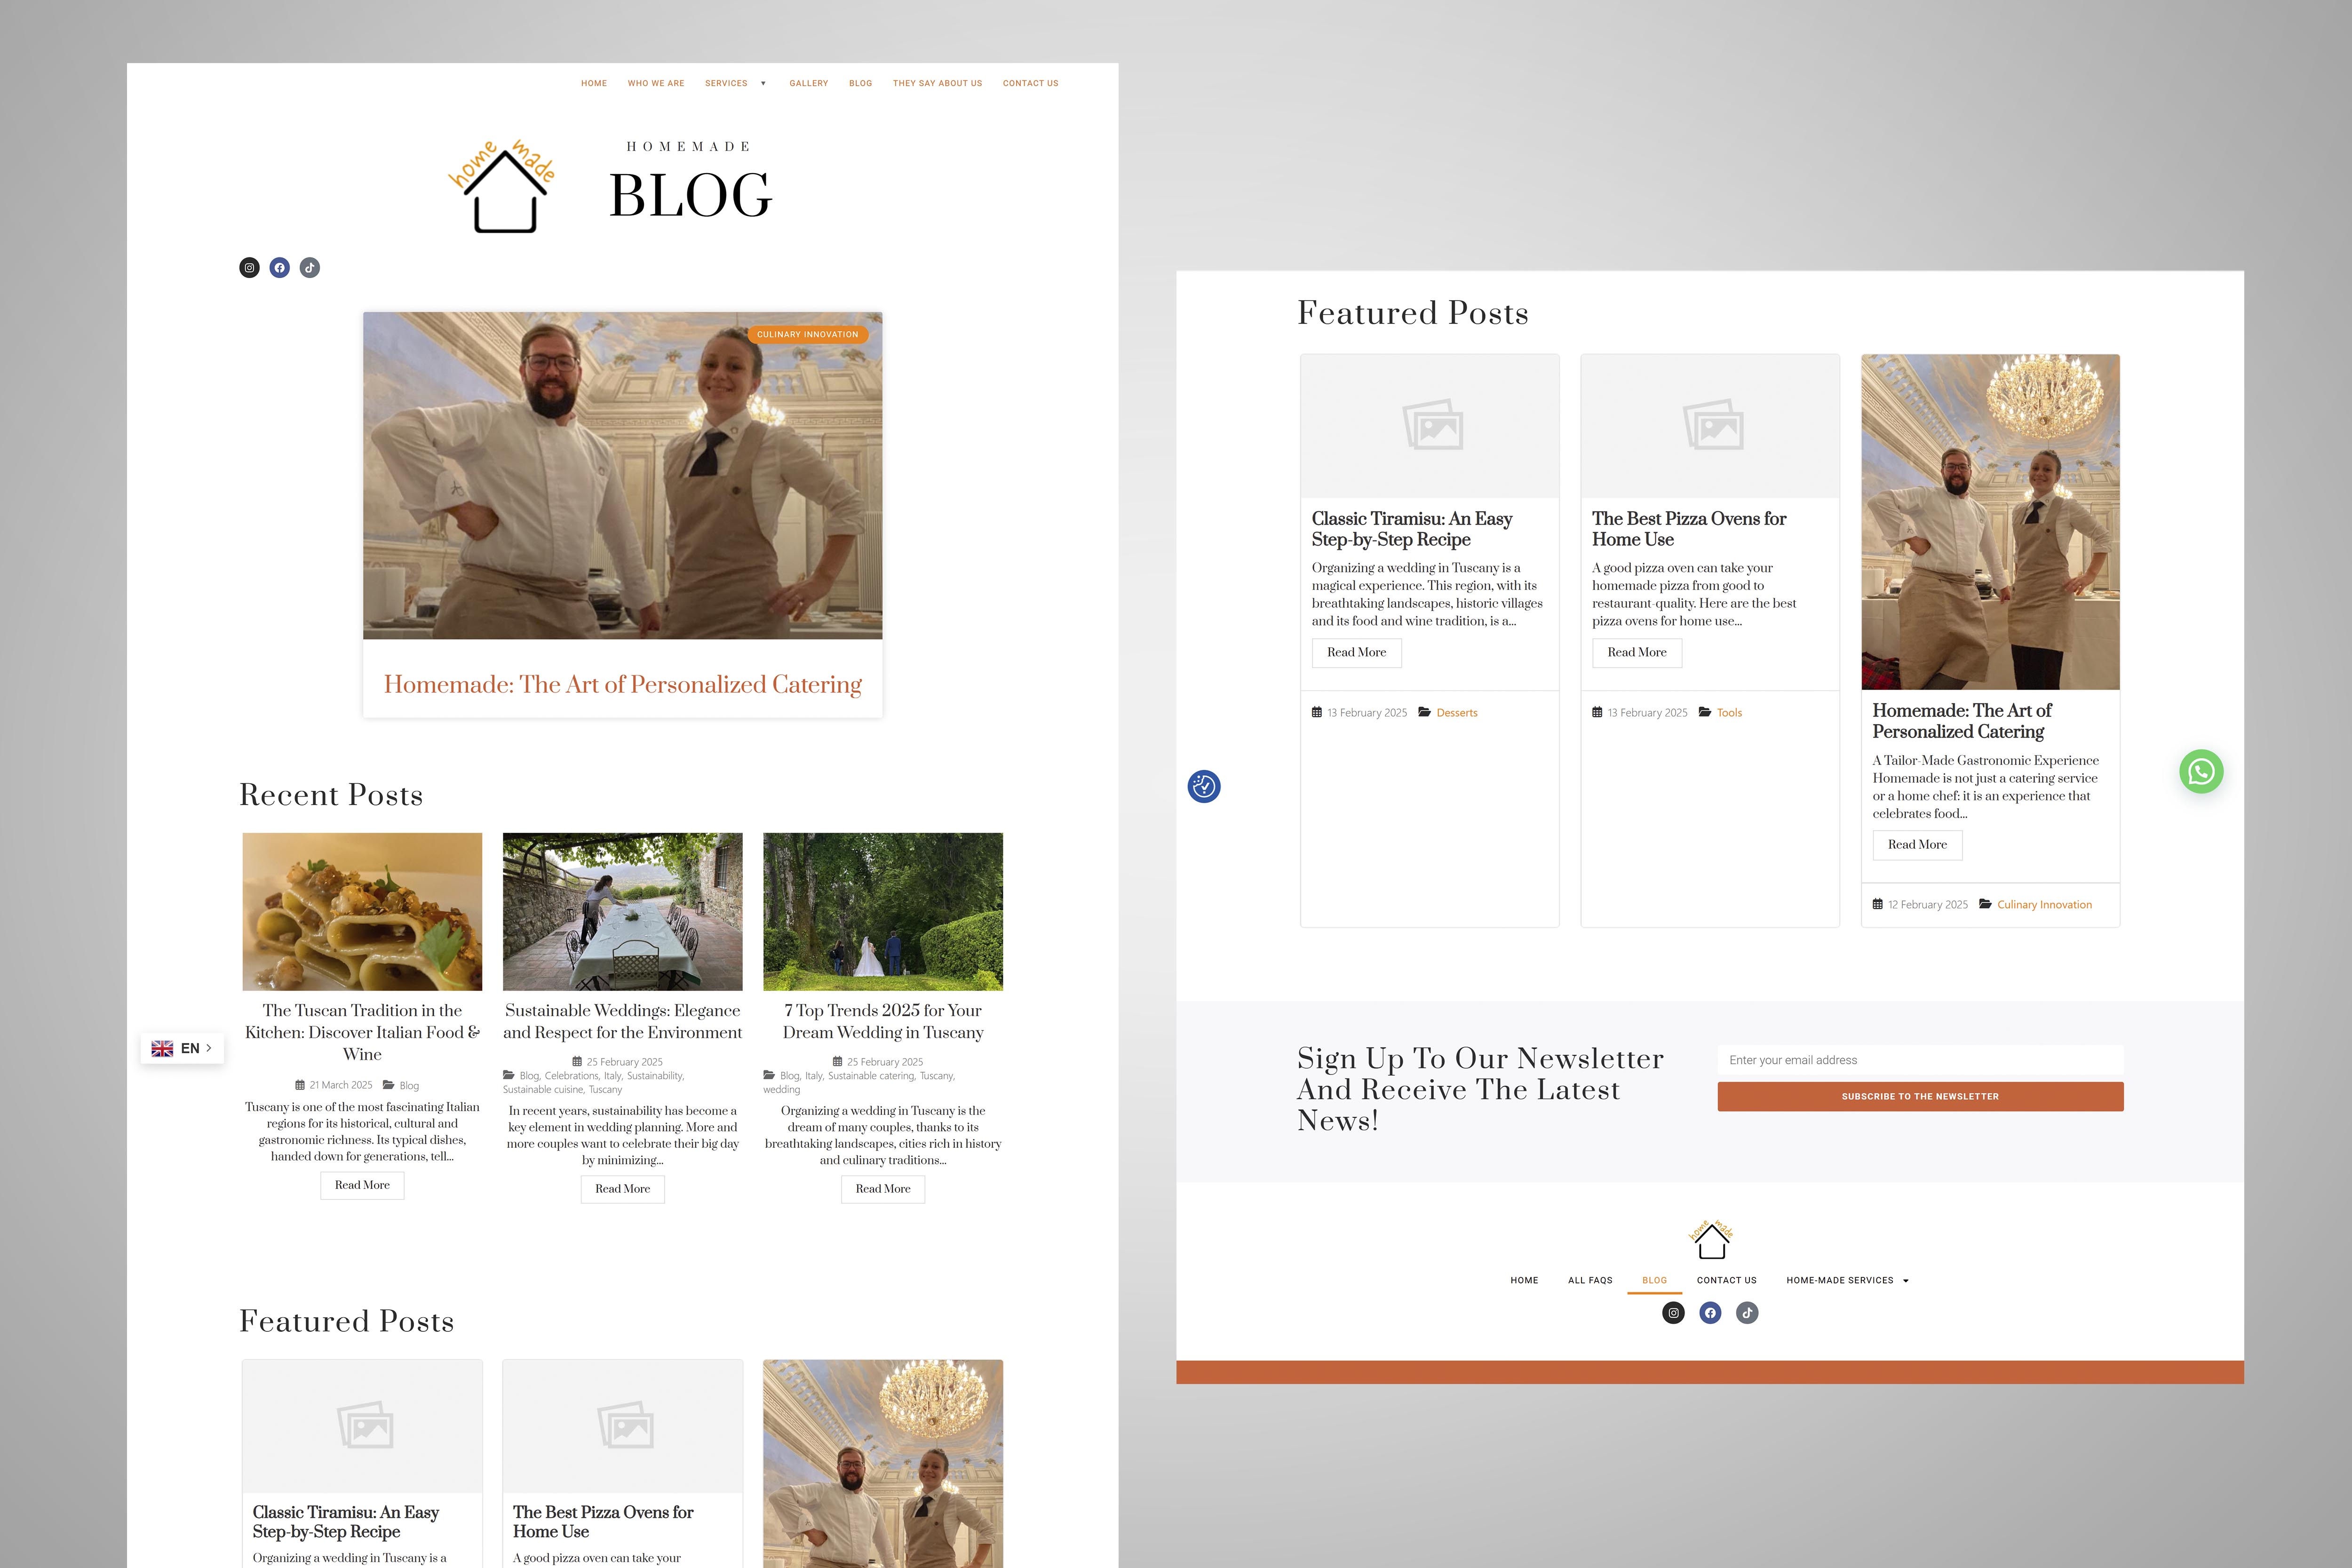 HOME WHO WE ARE SERVICES GALLERY BLOG THEY SAY ABOUT US CONTACT US
home made
HOMEMADE
BLOG
CULINARY INNOVATION
Homemade: The Art of Personalized Catering
Recent Posts
The Tuscan Tradition in the
Kitchen: Discover Italian Food &
Wine
21 March 2025 Blog
Tuscany is one of the most fascinating Italian
regions for its historical, cultural and
gastronomic richness. Its typical dishes,
handed down for generations, tell...
Read More
Sustainable Weddings: Elegance
and Respect for the Environment
25 February 2025
Blog, Celebrations, Italy, Sustainability,
Sustainable cuisine, Tuscany
In recent years, sustainability has become a
key element in wedding planning. More and
more couples want to celebrate their big day
by minimizing...
Read More
7 Top Trends 2025 for Your
Dream Wedding in Tuscany
25 February 2025
Blog, Italy, Sustainable catering, Tuscany,
wedding
Organizing a wedding in Tuscany is the
dream of many couples, thanks to its
breathtaking landscapes, cities rich in history
and culinary traditions...
Read More
EN
Featured Posts
Classic Tiramisu: An Easy
Step-by-Step Recipe
Organizing a wedding in Tuscany is a
The Best Pizza Ovens for
Home Use
A good pizza oven can take your
Featured Posts
Classic Tiramisu: An Easy
Step-by-Step Recipe
Organizing a wedding in Tuscany is a
magical experience. This region, with its
breathtaking landscapes, historic villages
and its food and wine tradition, is a...
Read More
13 February 2025 Desserts
The Best Pizza Ovens for
Home Use
A good pizza oven can take your
homemade pizza from good to
restaurant-quality. Here are the best
pizza ovens for home use...
Read More
13 February 2025 Tools
Homemade: The Art of
Personalized Catering
A Tailor-Made Gastronomic Experience
Homemade is not just a catering service
or a home chef: it is an experience that
celebrates food...
Read More
12 February 2025 Culinary Innovation
Sign Up To Our Newsletter
And Receive The Latest
News!
Enter your email address
SUBSCRIBE TO THE NEWSLETTER
home made
HOME ALL FAQS BLOG CONTACT US HOME-MADE SERVICES